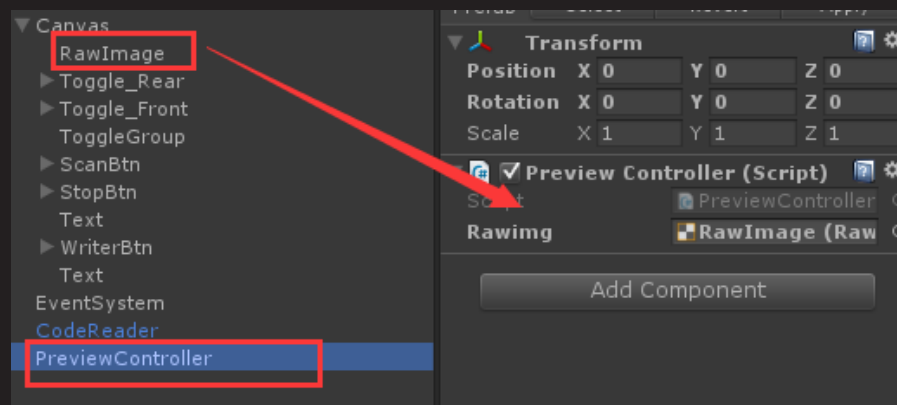 Canvas
RawImage
Toggle_Rear
Toggle_Front
ToggleGroup
ScanBtn
StopBtn
Text
WriterBtn
Text
EventSystem
CodeReader
PreviewController
Transform
Position X 0 Y 0 Z 0
Rotation X 0 Y 0 Z 0
Scale X 1 Y 1 Z 1
Preview Controller (Script)
Script PreviewController
Rawimg RawImage (Raw
Add Component